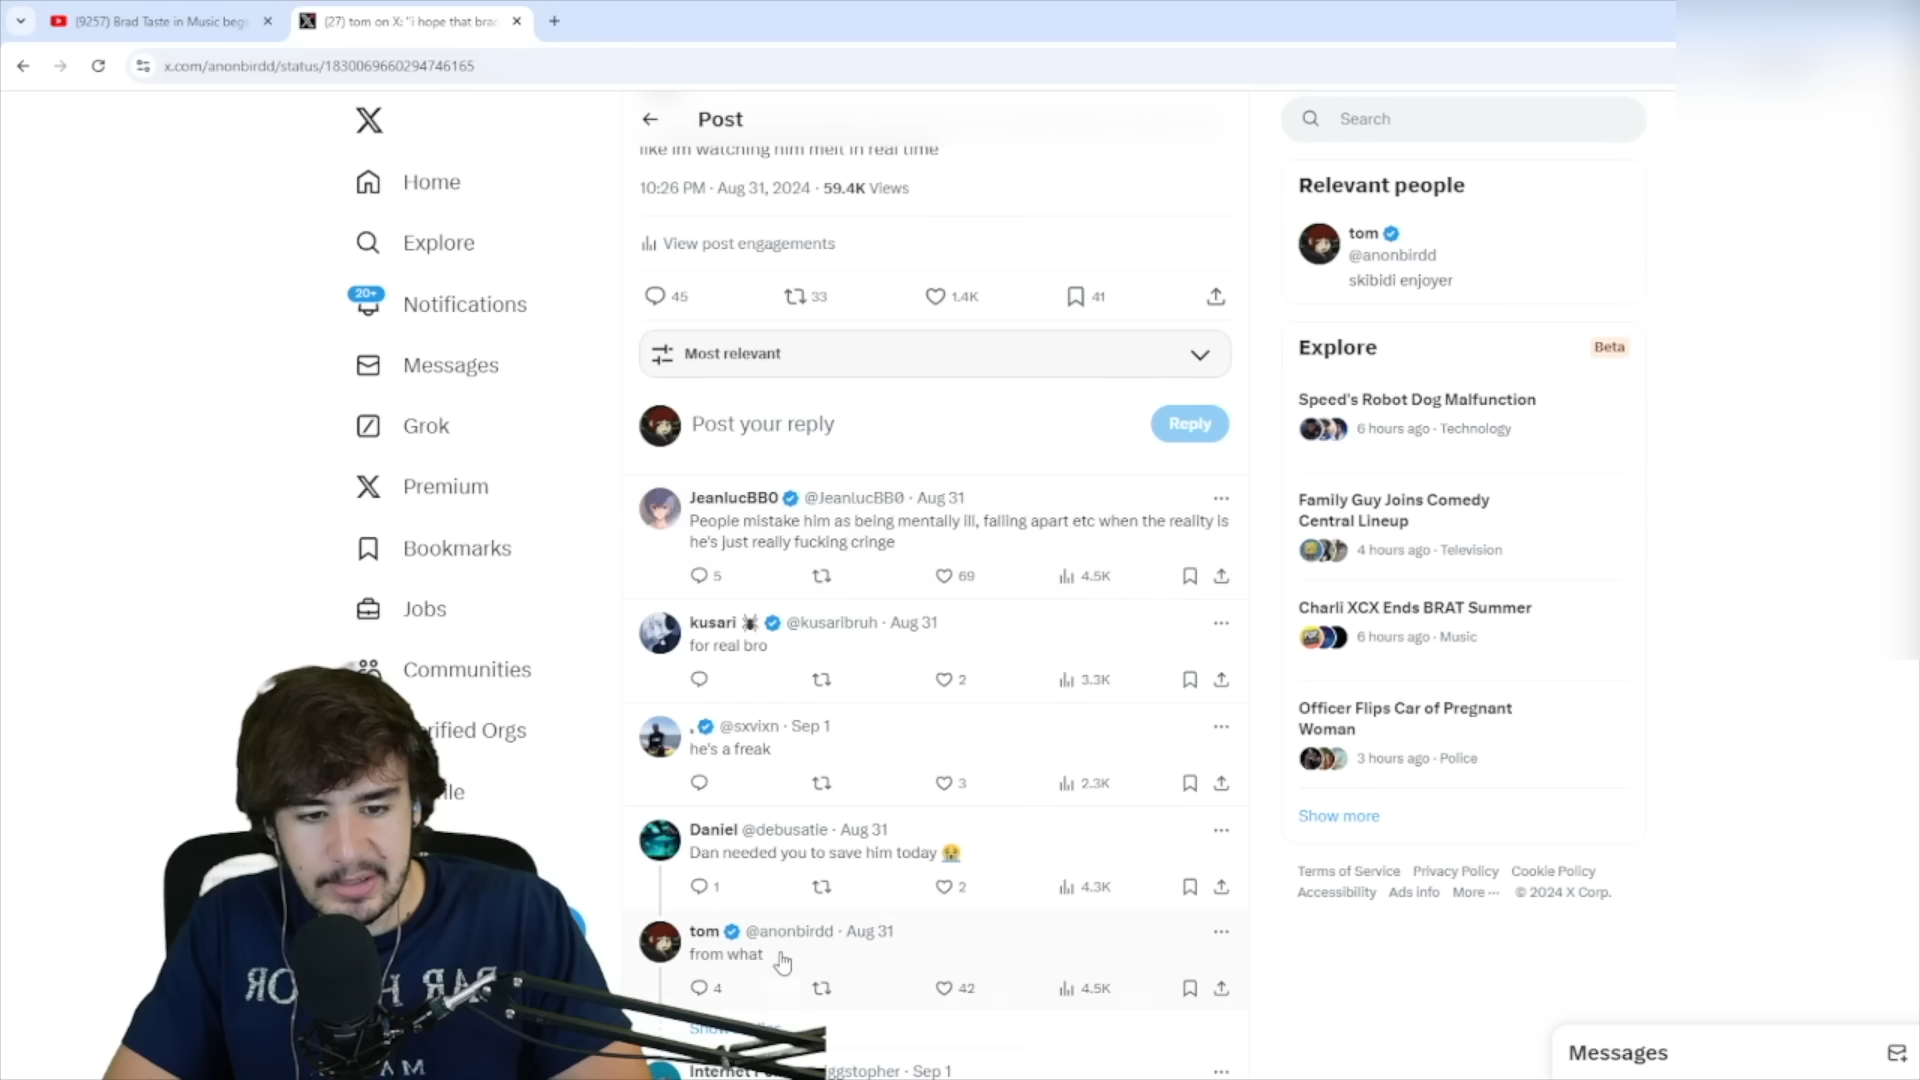 (9257) Brad Taste in Music beg
(27) tom on X: "i hope that brac
x.com/anonbirdd/status/1830069660294746165
Post
like im watching him melt in real time
10:26 PM · Aug 31, 2024 · 59.4K Views
View post engagements
45 33 1.4K 41
Most relevant
Post your reply
Reply
JeanlucBB0 @JeanlucBB0 · Aug 31
People mistake him as being mentally ill, falling apart etc when the reality is
he's just really fucking cringe
5 69 4.5K
kusari @kusaribruh · Aug 31
for real bro
2 3.3K
. @sxvixn · Sep 1
he's a freak
3 2.3K
Daniel @debusatie · Aug 31
Dan needed you to save him today 😭
1 2 4.3K
tom @anonbirdd · Aug 31
from what
4 42 4.5K
Internet
ggstopher · Sep 1
Home
Explore
20+
Notifications
Messages
Grok
Premium
Bookmarks
Jobs
Communities
rified Orgs
ile
Search
Relevant people
tom
@anonbirdd
skibidi enjoyer
Explore
Beta
Speed's Robot Dog Malfunction
6 hours ago · Technology
Family Guy Joins Comedy
Central Lineup
4 hours ago · Television
Charli XCX Ends BRAT Summer
6 hours ago · Music
Officer Flips Car of Pregnant
Woman
3 hours ago · Police
Show more
Terms of Service Privacy Policy Cookie Policy
Accessibility Ads info More ··· © 2024 X Corp.
Messages